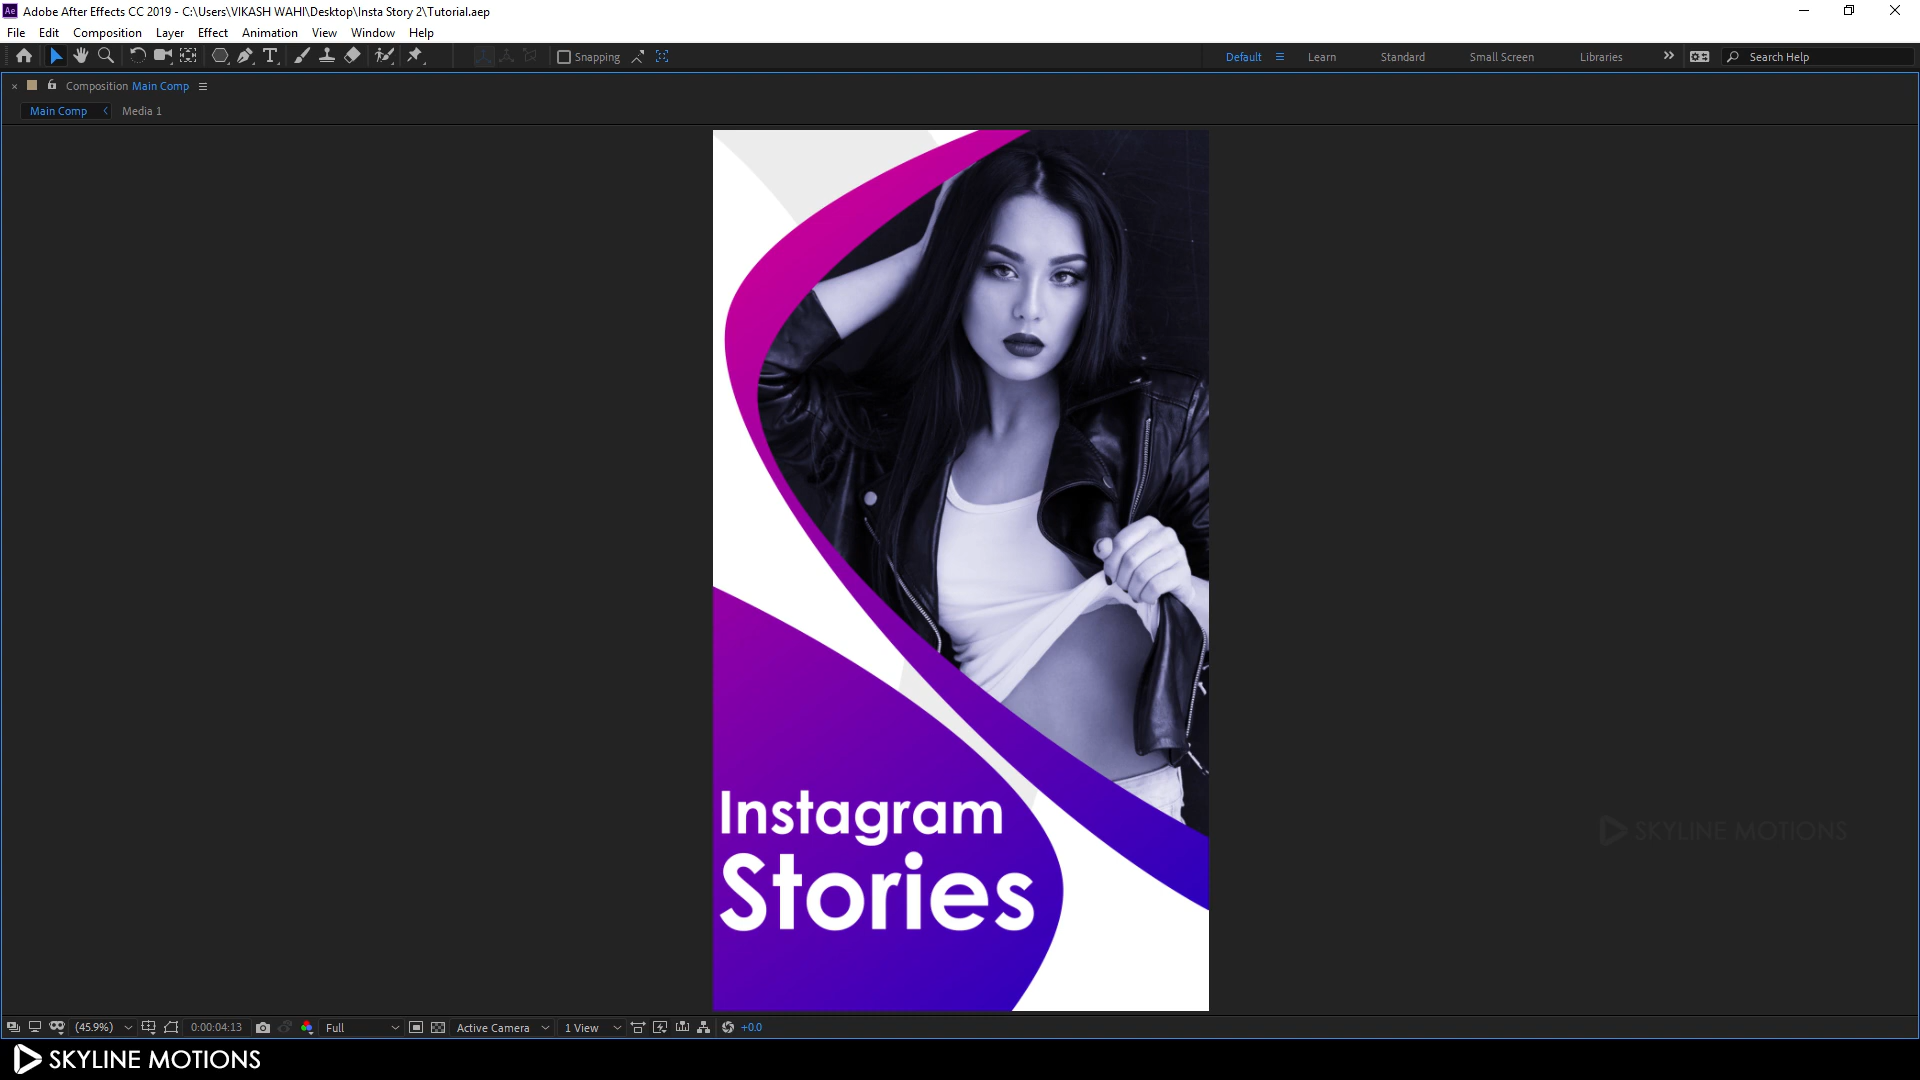 Ae Adobe After Effects CC 2019 - C:\Users\VIKASH WAHI\Desktop\Insta Story 2\Tutorial.aep
File Edit Composition Layer Effect Animation View Window Help
Snapping Default Learn Standard Small Screen Libraries Search Help
Composition Main Comp
Main Comp Media 1
Instagram
Stories
SKYLINE MOTIONS
(45.9%) 0:00:04:13 Full Active Camera 1 View +0.0
SKYLINE MOTIONS